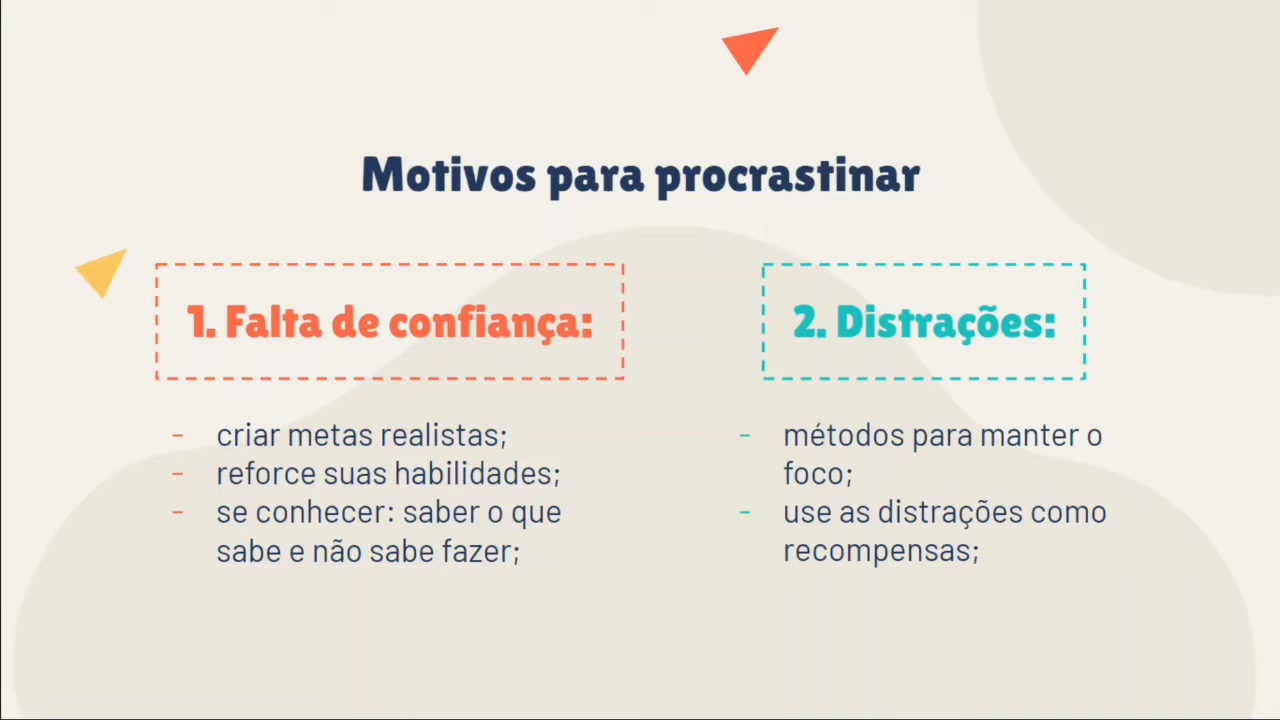 Motivos para procrastinar
1. Falta de confiança:
- criar metas realistas;
- reforce suas habilidades;
- se conhecer: saber o que
sabe e não sabe fazer;
2. Distrações:
- métodos para manter o
foco;
- use as distrações como
recompensas;